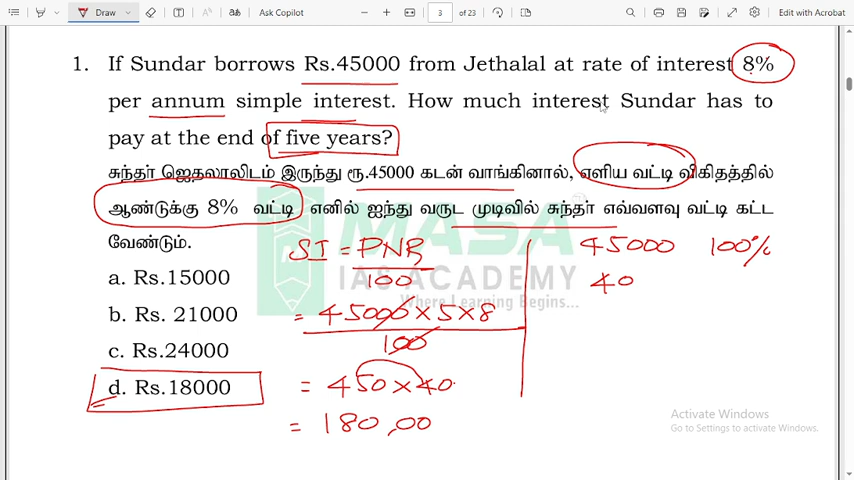 Draw
Ask Copilot
3
of 23
Edit with Acrobat
1. If Sundar borrows Rs.45000 from Jethalal at rate of interest 8%
per annum simple interest. How much interest Sundar has to
pay at the end of five years?
சுந்தர் ஜெதலாலிடம் இருந்து ரூ.45000 கடன் வாங்கினால், எளிய வட்டி விகிதத்தில்
ஆண்டுக்கு 8% வட்டி எனில் ஐந்து வருட முடிவில் சுந்தர் எவ்வளவு வட்டி கட்ட
வேண்டும்.
a. Rs.15000
b. Rs. 21000
c. Rs.24000
d. Rs.18000
SI = PNR
100
= 45000 × 5 × 8
100
= 450 × 40
= 180,00
45000 100%
40
MASA
IAS ACADEMY
Where Learning Begins...
Activate Windows
Go to Settings to activate Windows.